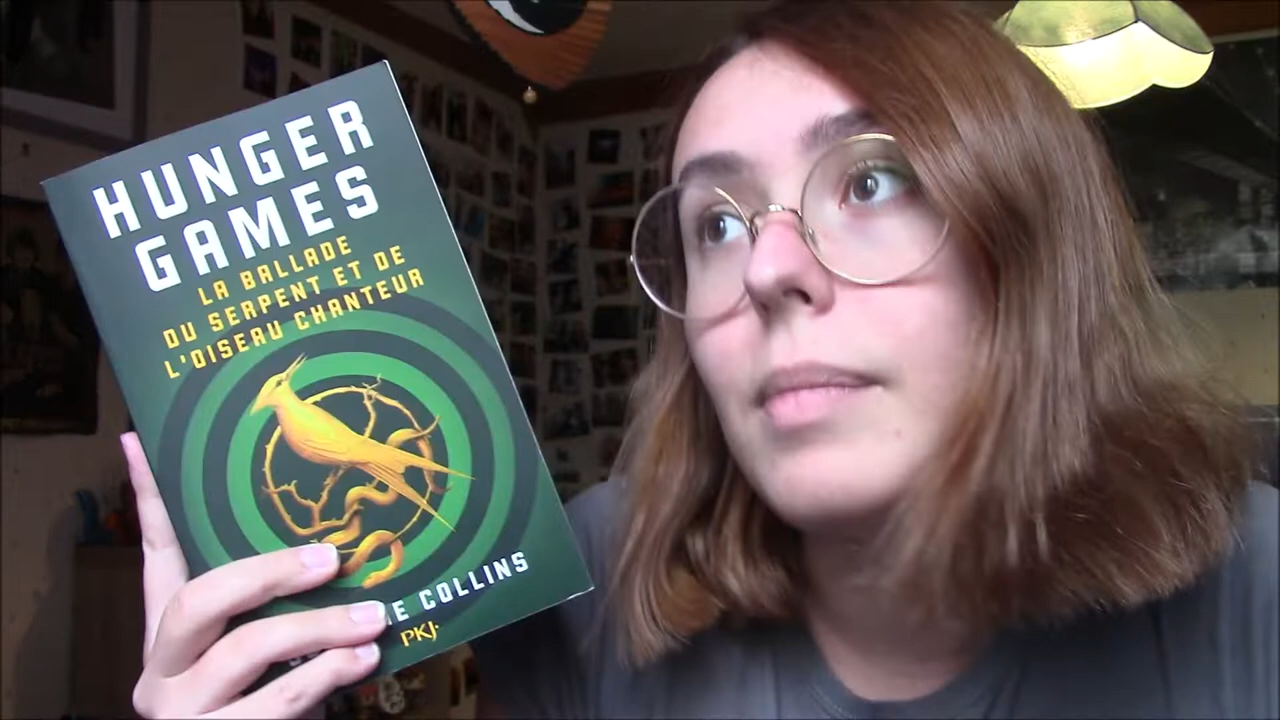 HUNGER
GAMES
LA BALLADE
DU SERPENT ET DE
L'OISEAU CHANTEUR
COLLINS
PKJ·